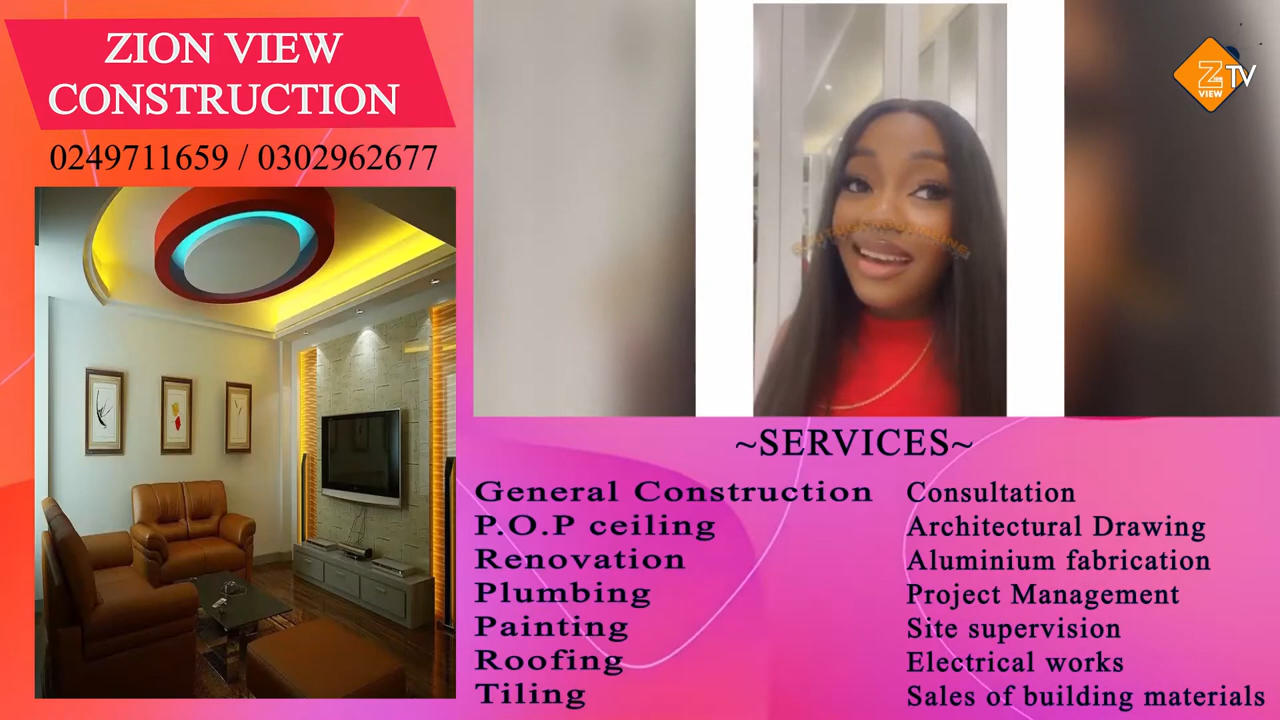 ZION VIEW
CONSTRUCTION
0249711659 / 0302962677
Z TV
VIEW
~SERVICES~
General Construction
P.O.P ceiling
Renovation
Plumbing
Painting
Roofing
Tiling
Consultation
Architectural Drawing
Aluminium fabrication
Project Management
Site supervision
Electrical works
Sales of building materials